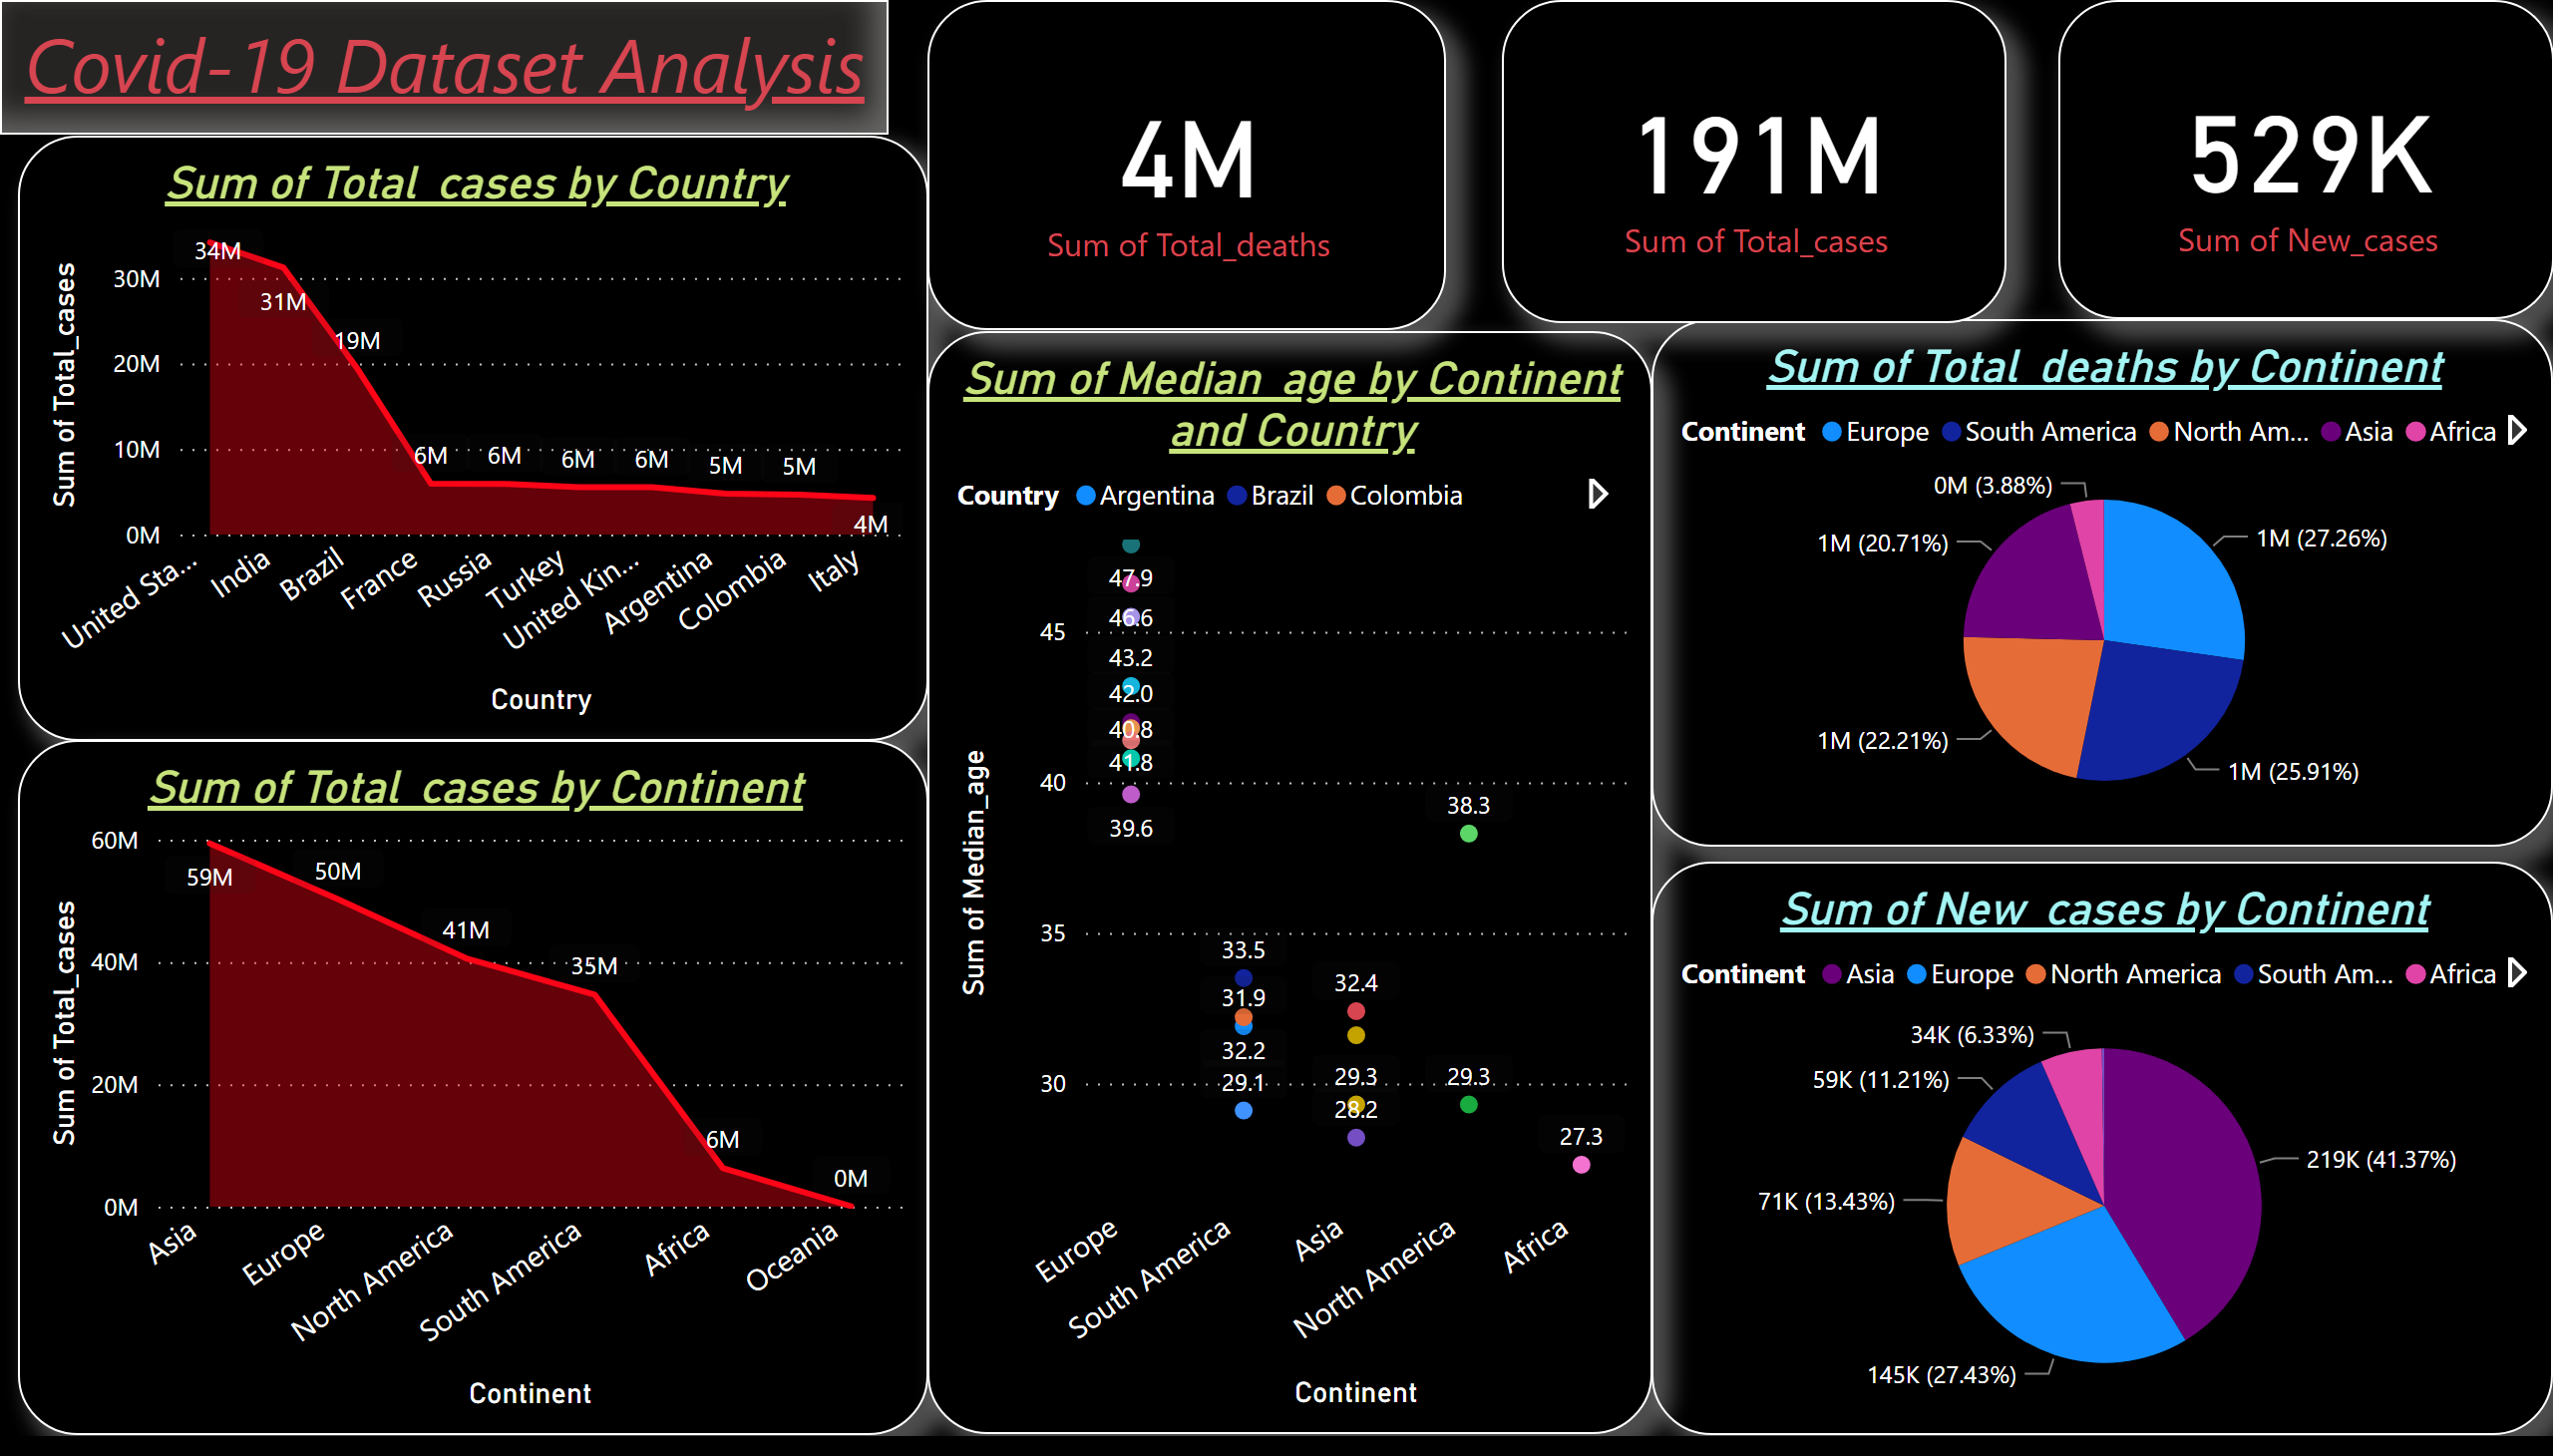 Covid-19 Dataset Analysis
4M
Sum of Total_deaths
191M
Sum of Total_cases
529K
Sum of New_cases
Sum of Total_cases by Country
Sum of Total_cases
30M
20M
10M
0M
34M
31M
19M
6M
6M
6M
6M
5M
5M
4M
United Sta...
India
Brazil
France
Russia
Turkey
United Kin...
Argentina
Colombia
Italy
Country
Sum of Total_cases by Continent
Sum of Total_cases
60M
40M
20M
0M
59M
50M
41M
35M
6M
0M
Asia
Europe
North America
South America
Africa
Oceania
Continent
Sum of Median_age by Continent
and Country
Country Argentina Brazil Colombia
Sum of Median_age
45
40
35
30
47.9
46.6
43.2
42.0
40.8
41.8
39.6
33.5
31.9
32.2
29.1
32.4
29.3
28.2
38.3
29.3
27.3
Europe
South America
Asia
North America
Africa
Continent
Sum of Total_deaths by Continent
Continent Europe South America North Am... Asia Africa
0M (3.88%)
1M (27.26%)
1M (20.71%)
1M (22.21%)
1M (25.91%)
Sum of New_cases by Continent
Continent Asia Europe North America South Am... Africa
34K (6.33%)
59K (11.21%)
219K (41.37%)
71K (13.43%)
145K (27.43%)